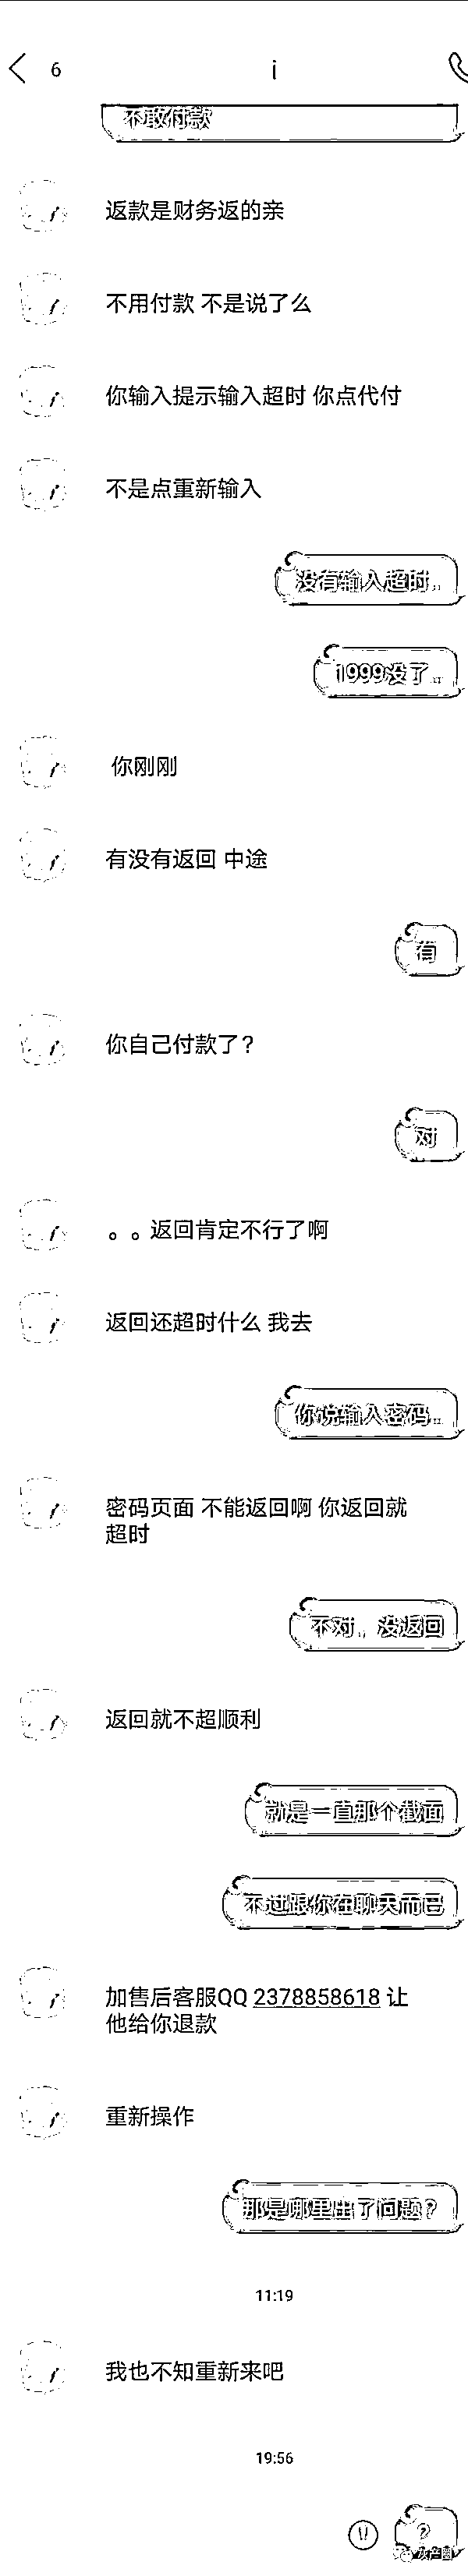 6
i
不敢付款
返款是财务返的亲
不用付款 不是说了么
你输入提示输入超时 你点代付
不是点重新输入
没有输入超时..
1999没了...
你刚刚
有没有返回 中途
有
你自己付款了？
对
。。返回肯定不行了啊
返回还超时什么 我去
你说输入密码..
密码页面 不能返回啊 你返回就
超时
不对，没返回
返回就不超顺利
就是一直那个截面
不过跟你在聊天而已
加售后客服QQ 2378858618 让
他给你退款
重新操作
那是哪里出了问题？
11:19
我也不知重新来吧
19:56
?
灰产圈